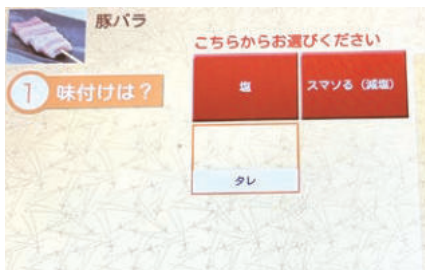 豚バラ
こちらからお選びください
1 味付けは？
塩
スマソる（減塩）
タレ